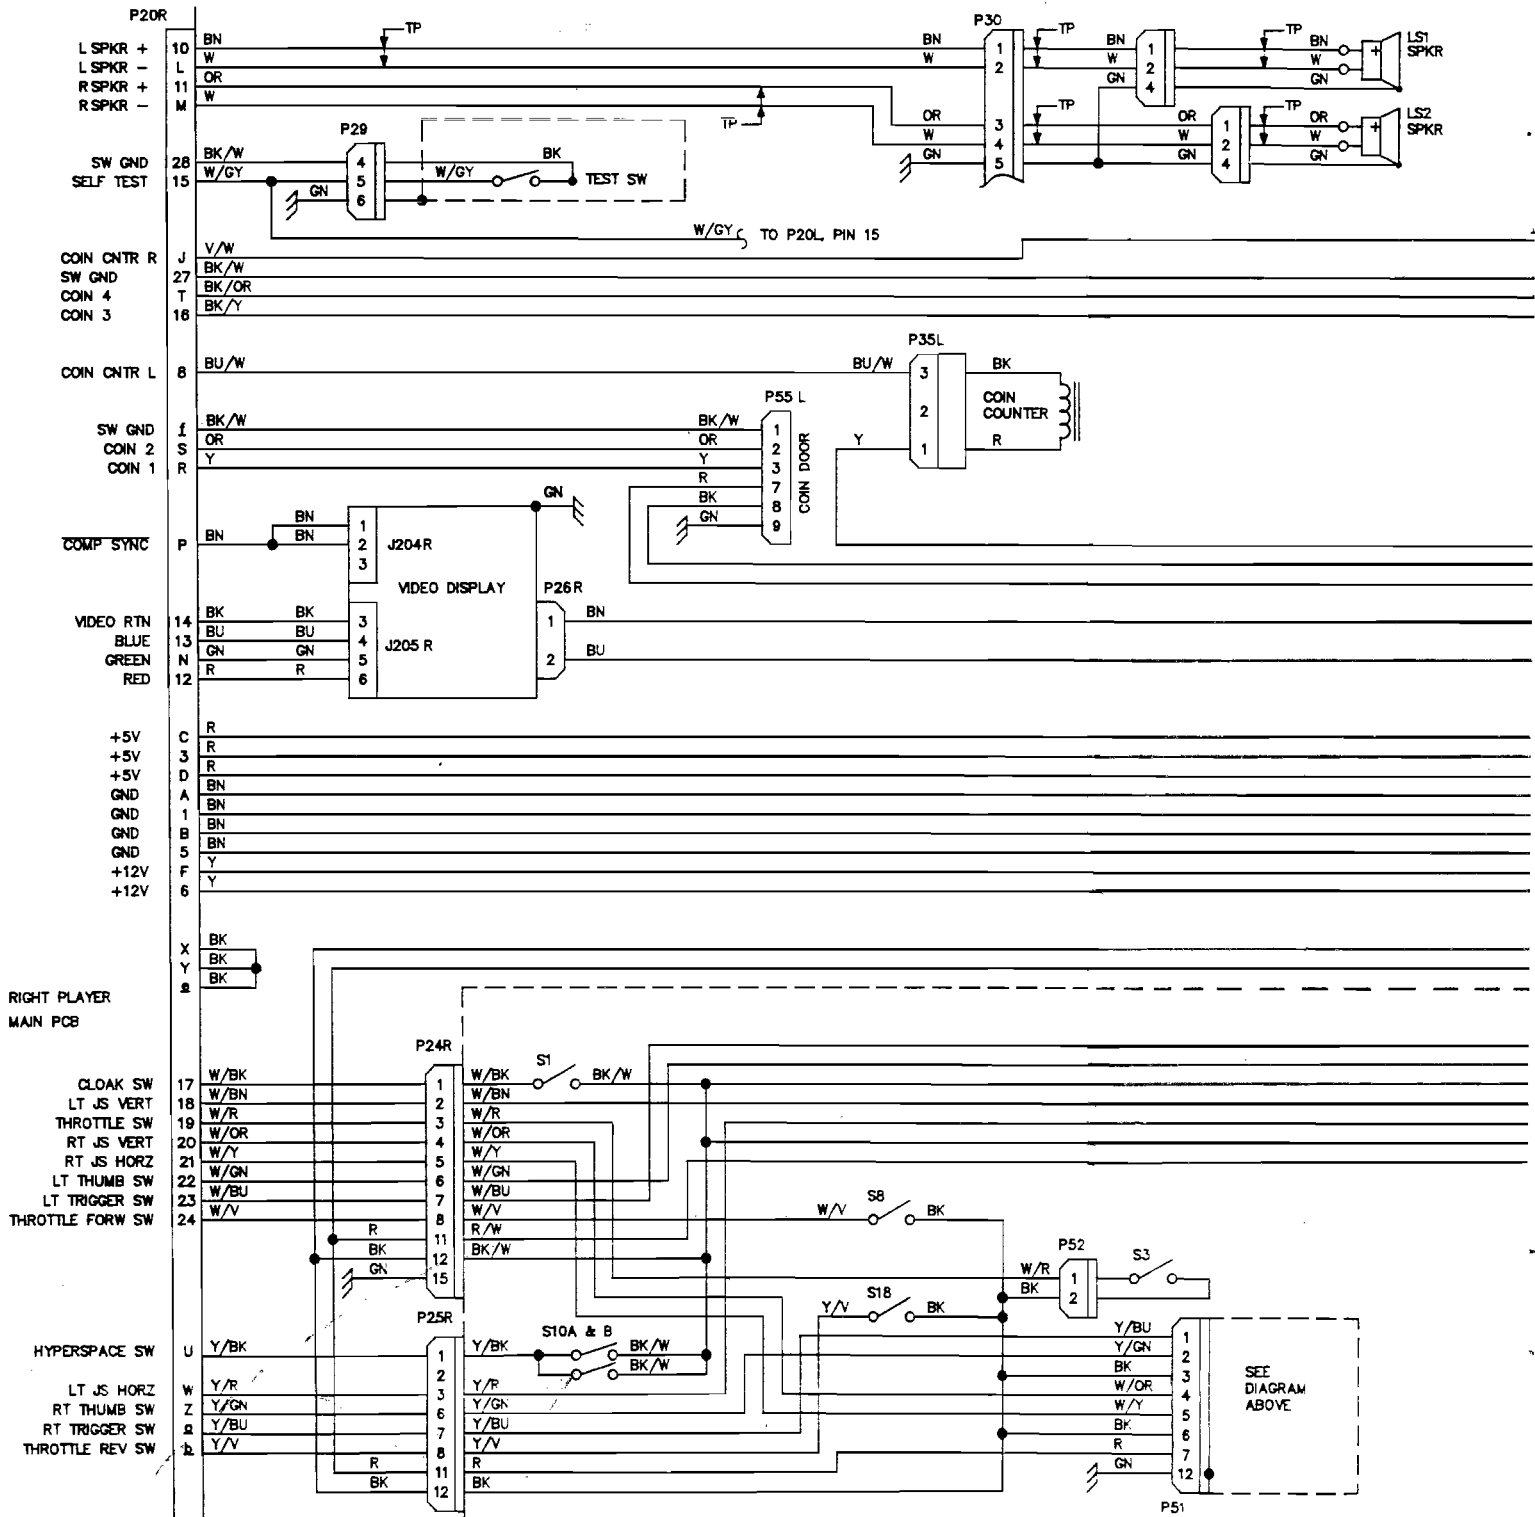 P20R
L SPKR + 10 BN TP BN P30 1 TP BN 1 TP BN + LS1 SPKR
L SPKR − L W W 2 W 2 W
R SPKR + 11 OR GN 4 GN
R SPKR − M W TP OR 3 TP OR 1 TP OR + LS2 SPKR
W 4 W 2 W
GN 5 GN 4 GN
P29
SW GND 28 BK/W 4 BK
SELF TEST 15 W/GY 5 W/GY TEST SW
GN 6
W/GY TO P20L, PIN 15
COIN CNTR R J V/W
SW GND 27 BK/W
COIN 4 T BK/OR
COIN 3 16 BK/Y
P35L
COIN CNTR L 8 BU/W BU/W 3 BK
2 COIN COUNTER
Y 1 R
P55 L
COIN DOOR
SW GND f BK/W BK/W 1
COIN 2 S OR OR 2
COIN 1 R Y Y 3
R 7
BK 8
GN 9
GN
BN 1
COMP SYNC P BN BN 2 J204R
3
VIDEO DISPLAY
P26R
VIDEO RTN 14 BK BK 3 1 BN
BLUE 13 BU BU 4 J205 R
GREEN N GN GN 5 2 BU
RED 12 R R 6
+5V C R
+5V 3 R
+5V D R
GND A BN
GND 1 BN
GND B BN
GND 5 BN
+12V F Y
+12V 6 Y
X BK
Y BK
e BK
RIGHT PLAYER
MAIN PCB
P24R
CLOAK SW 17 W/BK 1 W/BK S1 BK/W
LT JS VERT 18 W/BN 2 W/BN
THROTTLE SW 19 W/R 3 W/R
RT JS VERT 20 W/OR 4 W/OR
RT JS HORZ 21 W/Y 5 W/Y
LT THUMB SW 22 W/GN 6 W/GN
LT TRIGGER SW 23 W/BU 7 W/BU
THROTTLE FORW SW 24 W/V 8 W/V W/V S8 BK
R 11 R/W
BK 12 BK/W
GN 15
P52
W/R 1 S3
BK 2
Y/V S18 BK
P25R
HYPERSPACE SW U Y/BK 1 Y/BK S10A & B BK/W
2 BK/W
LT JS HORZ W Y/R 3 Y/R
RT THUMB SW Z Y/GN 6 Y/GN
RT TRIGGER SW a Y/BU 7 Y/BU
THROTTLE REV SW b Y/V 8 Y/V
R 11 R
BK 12 BK
Y/BU 1
Y/GN 2
BK 3
W/OR 4
W/Y 5
BK 6
R 7
GN 12
SEE
DIAGRAM
ABOVE
P51